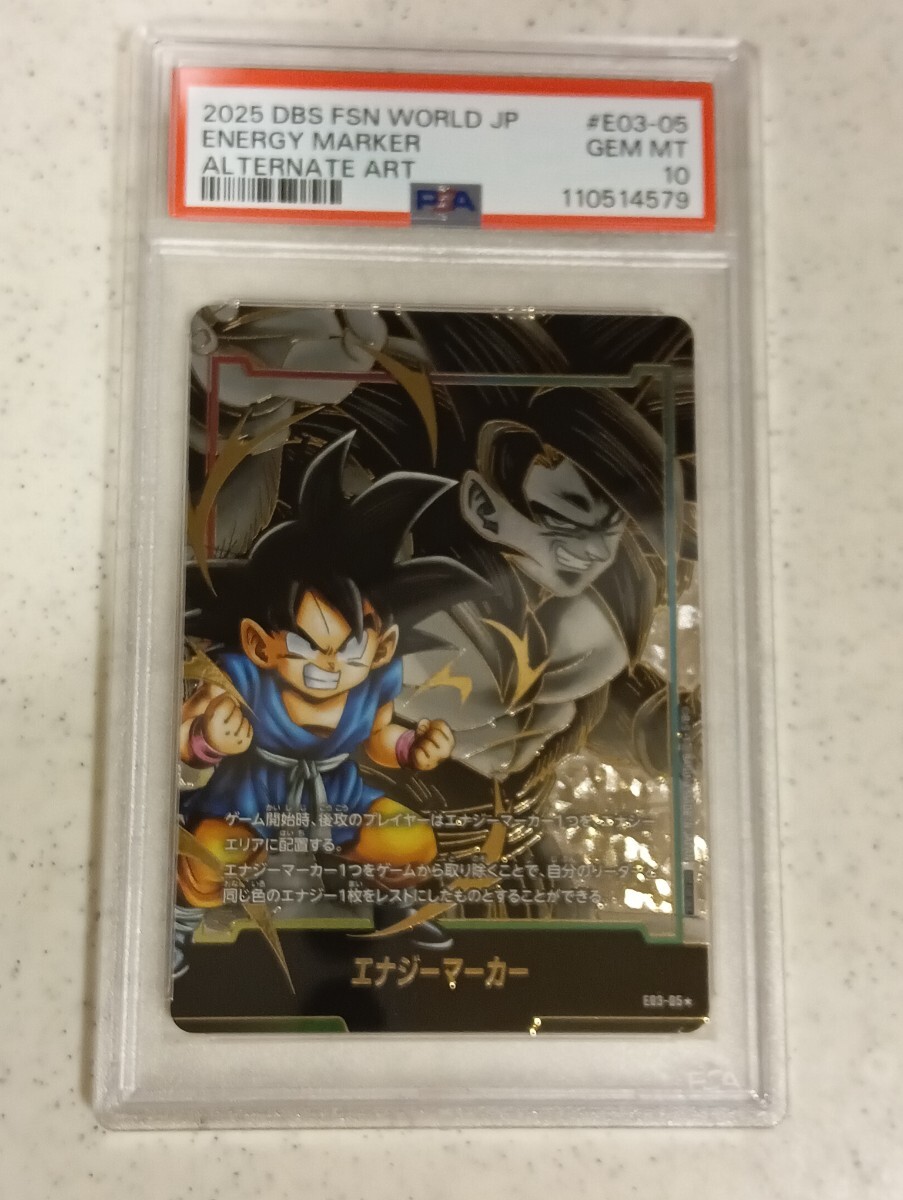 2025 DBS FSN WORLD JP
#E03-05
ENERGY MARKER
GEM MT
ALTERNATE ART
10
PSA
110514579
ゲーム開始時、後攻のプレイヤーはエナジーマーカー1つをエナジー
エリアに配置する。
エナジーマーカー1つをゲームから取り除くことで、自分のリーダーと
同じ色のエナジー1枚をレストにしたものとすることができる。
エナジーマーカー
E03-05★